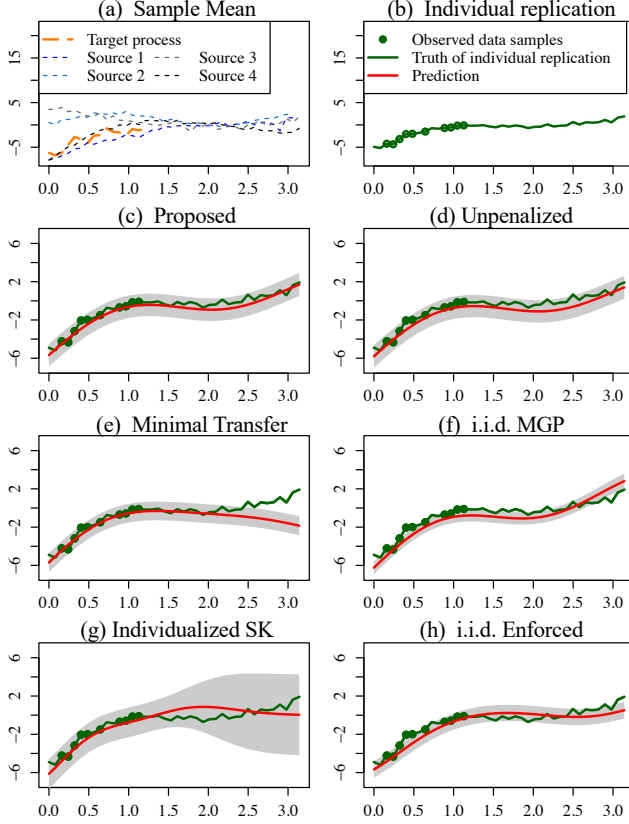 (a) Sample Mean
(b) Individual replication
Target process
Source 1
Source 3
Source 2
Source 4
Observed data samples
Truth of individual replication
Prediction
−5 5 15
0.0 0.5 1.0 1.5 2.0 2.5 3.0
−5 5 15
0.0 0.5 1.0 1.5 2.0 2.5 3.0
(c) Proposed
(d) Unpenalized
−6 −2 2 6
0.0 0.5 1.0 1.5 2.0 2.5 3.0
−6 −2 2 6
0.0 0.5 1.0 1.5 2.0 2.5 3.0
(e) Minimal Transfer
(f) i.i.d. MGP
−6 −2 2 6
0.0 0.5 1.0 1.5 2.0 2.5 3.0
−6 −2 2 6
0.0 0.5 1.0 1.5 2.0 2.5 3.0
(g) Individualized SK
(h) i.i.d. Enforced
−6 −2 2 6
0.0 0.5 1.0 1.5 2.0 2.5 3.0
−6 −2 2 6
0.0 0.5 1.0 1.5 2.0 2.5 3.0